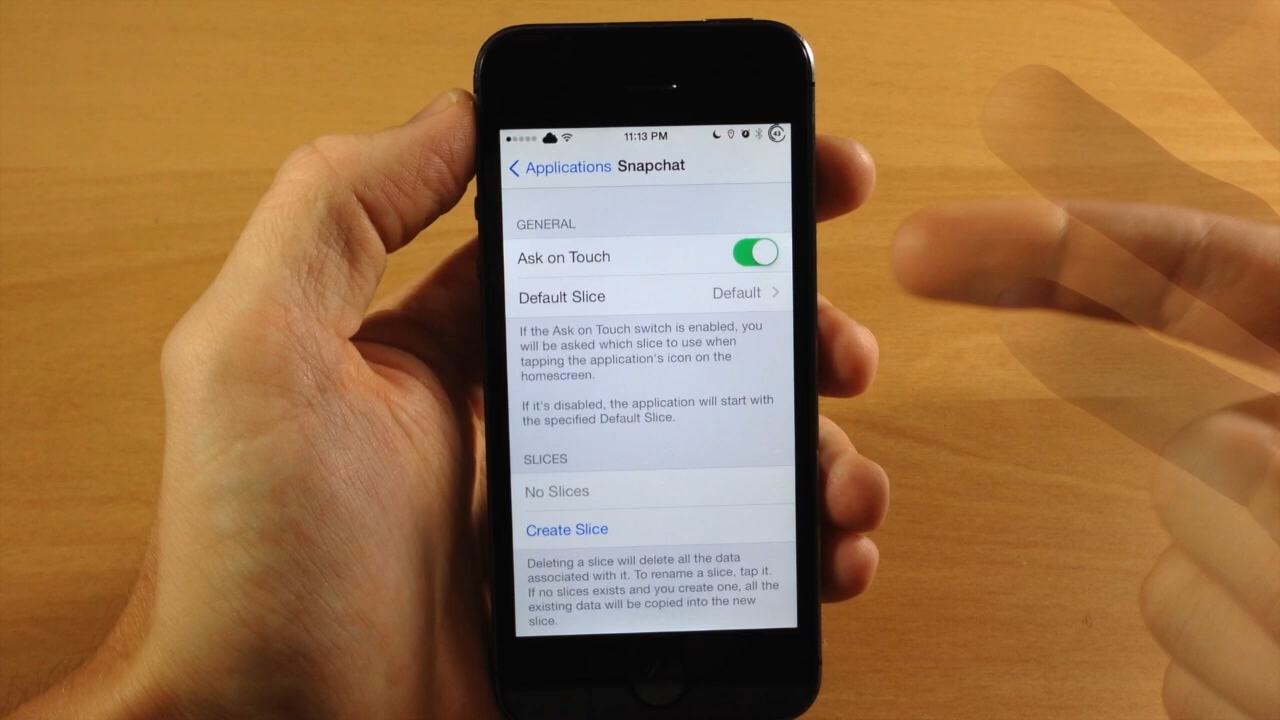 11:13 PM
43
Applications Snapchat
GENERAL
Ask on Touch
Default Slice Default
If the Ask on Touch switch is enabled, you
will be asked which slice to use when
tapping the application's icon on the
homescreen.
If it's disabled, the application will start with
the specified Default Slice.
SLICES
No Slices
Create Slice
Deleting a slice will delete all the data
associated with it. To rename a slice, tap it.
If no slices exists and you create one, all the
existing data will be copied into the new
slice.